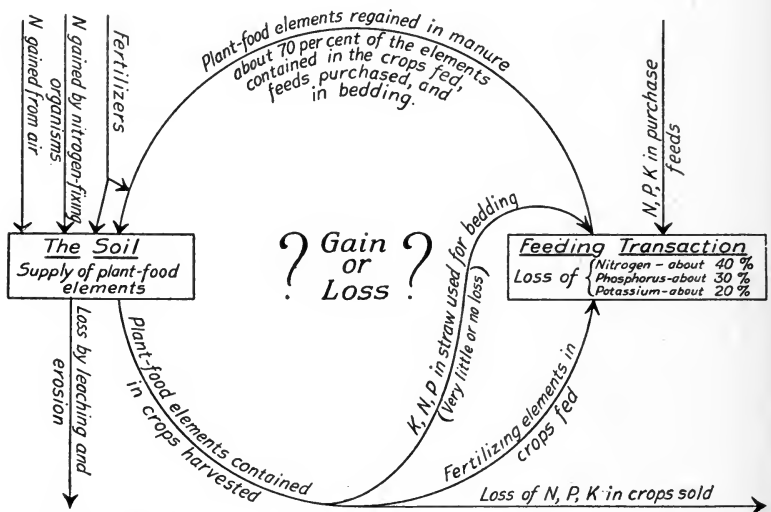 N gained from air
N gained by nitrogen-fixing
organisms.
Fertilizers
Plant-food elements regained in manure
about 70 per cent of the elements
contained in the crops fed,
feeds purchased, and
in bedding.
N, P, K in purchase
feeds
The Soil
Supply of plant-food
elements
? Gain ?
or
Loss
Feeding Transaction
Loss of { Nitrogen - about 40 %
Phosphorus - about 30 %
Potassium - about 20 %
Loss by leaching and
erosion
Plant-food elements contained
in crops harvested
K, N, P in straw used for bedding
(Very little or no loss)
Fertilizing elements in
crops fed
Loss of N, P, K in crops sold